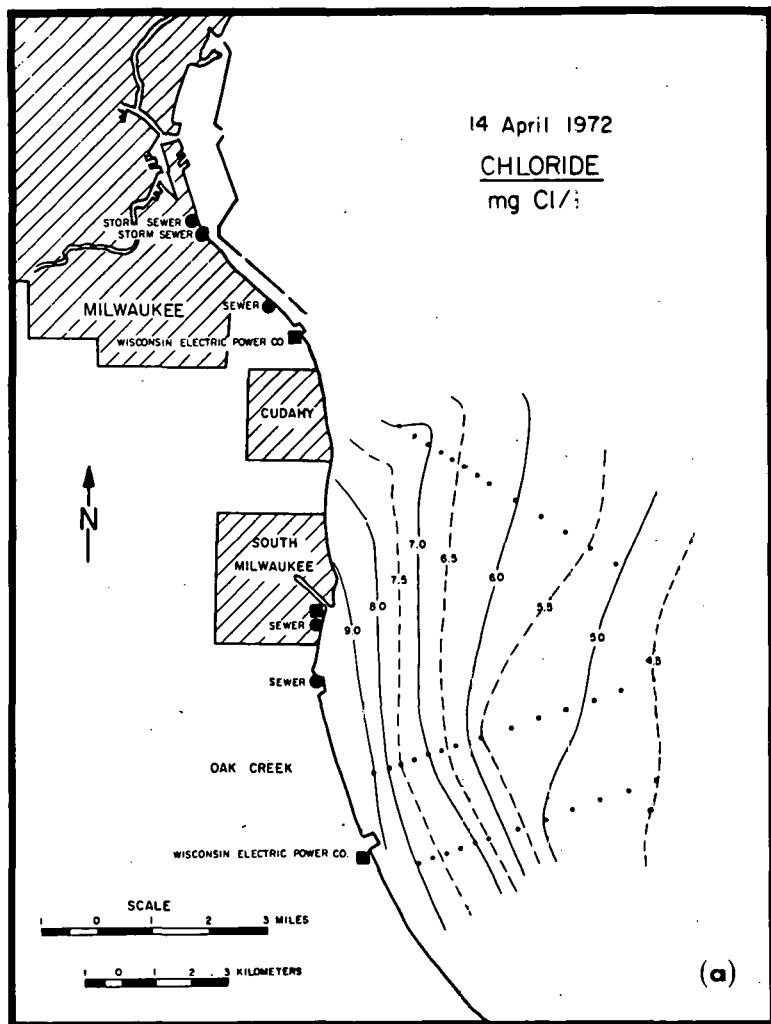 14 April 1972
CHLORIDE
mg Cl/
STORM SEWER
STORM SEWER
MILWAUKEE
SEWER
WISCONSIN ELECTRIC POWER CO
CUDAHY
N
SOUTH
MILWAUKEE
SEWER
SEWER
OAK CREEK
WISCONSIN ELECTRIC POWER CO.
9.0
8.0
7.5
7.0
6.5
6.0
5.5
5.0
4.5
SCALE
1 0 1 2 3 MILES
1 0 1 2 3 KILOMETERS
(a)